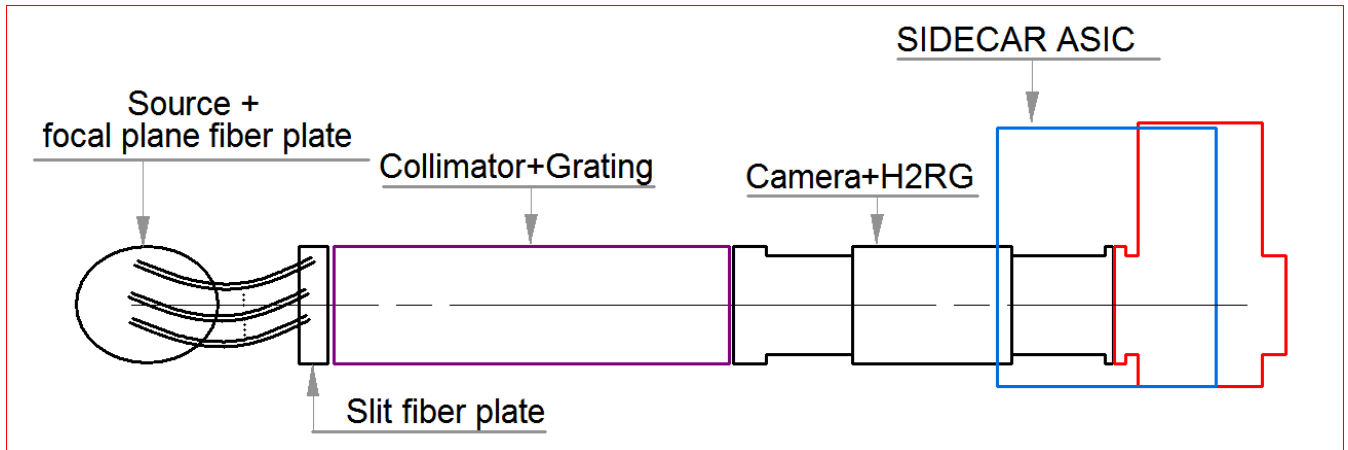 SIDECAR ASIC
Source +
focal plane fiber plate
Collimator+Grating
Camera+H2RG
Slit fiber plate